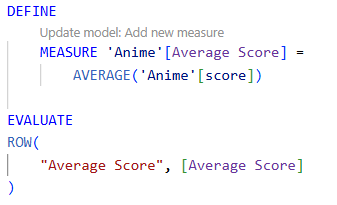 DEFINE
Update model: Add new measure
MEASURE 'Anime'[Average Score] =
AVERAGE('Anime'[score])
EVALUATE
ROW(
"Average Score", [Average Score]
)